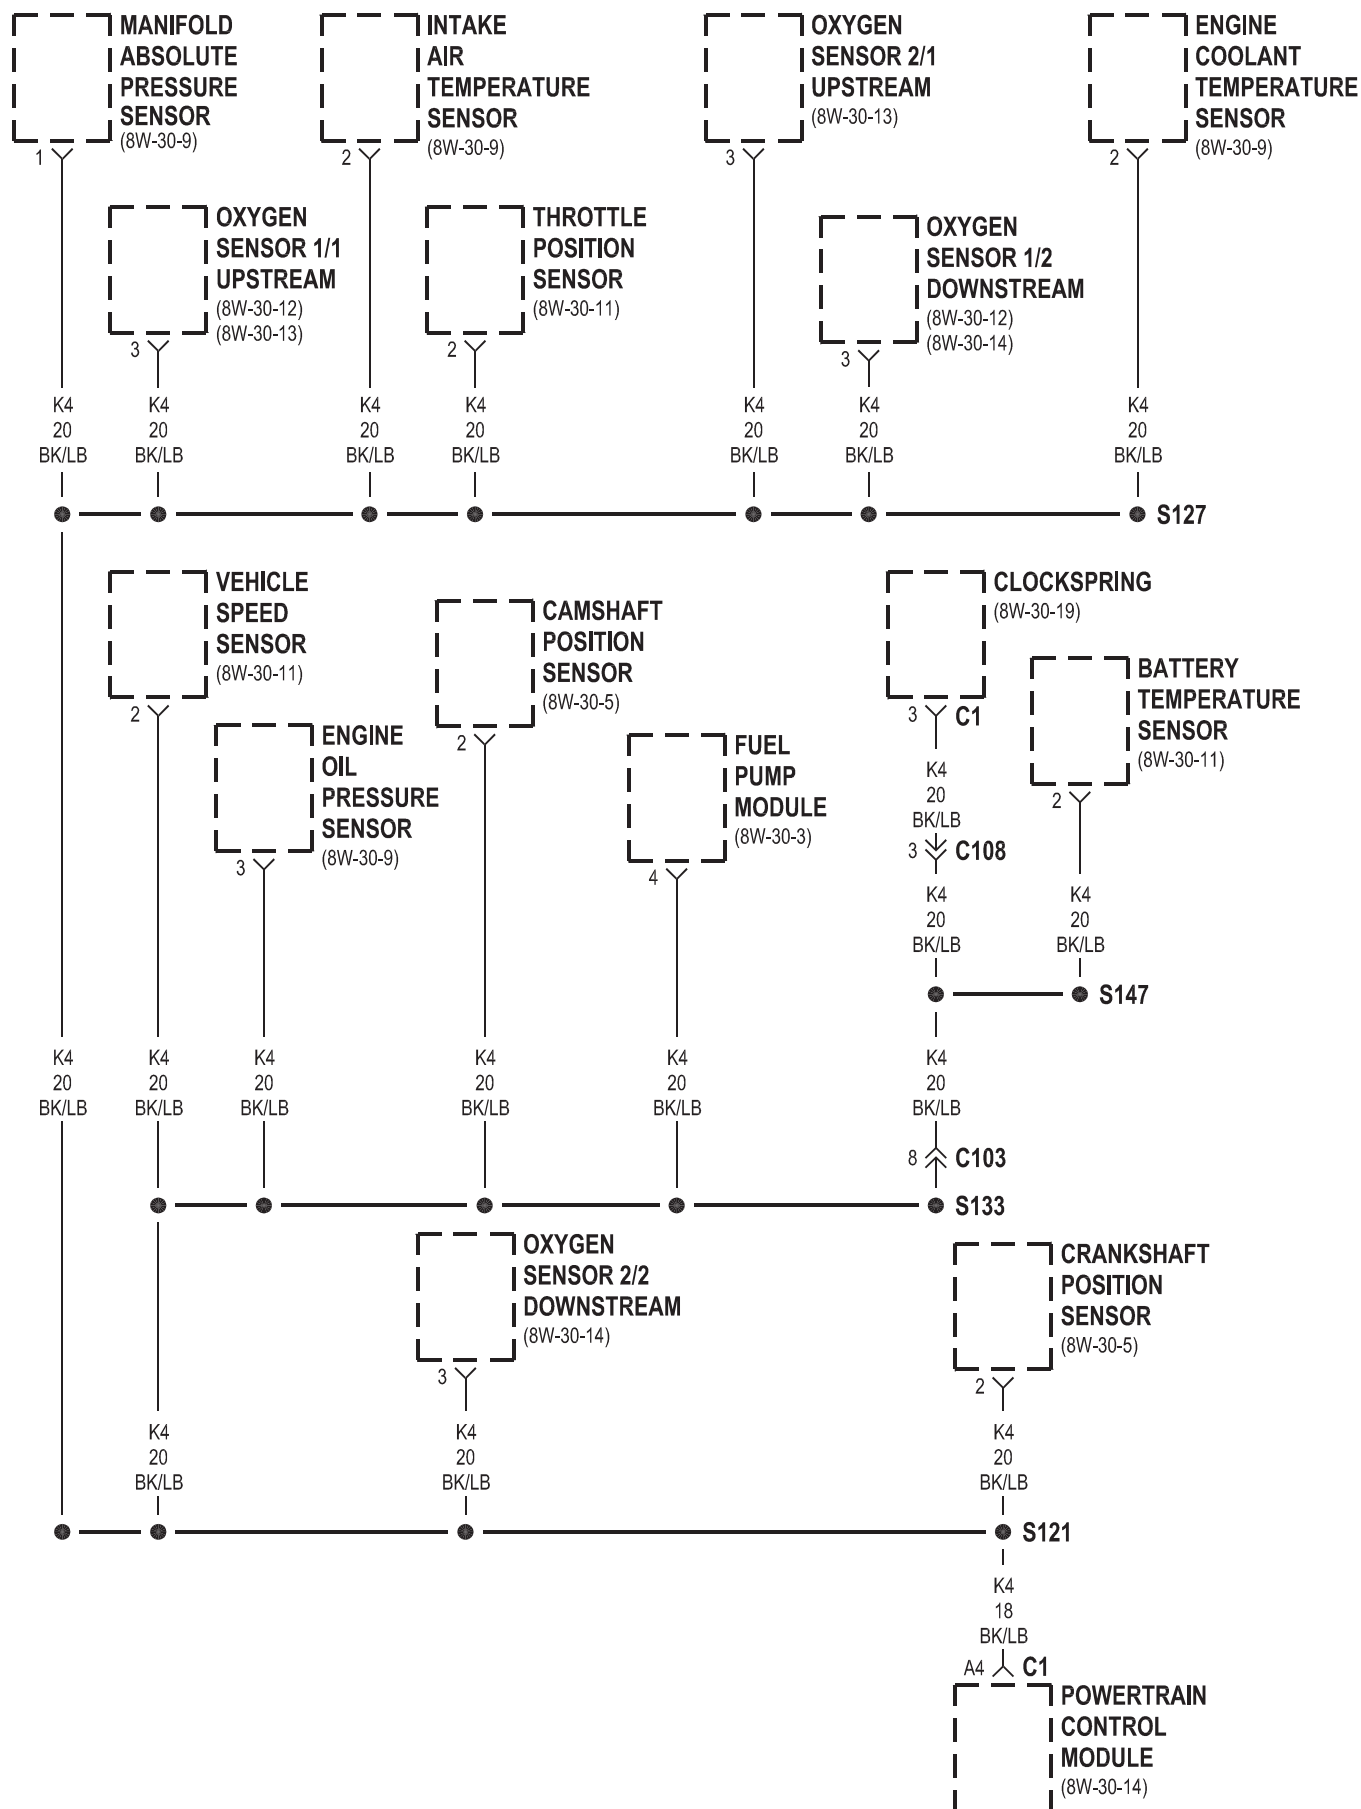 MANIFOLD
ABSOLUTE
PRESSURE
SENSOR
(8W-30-9)
1
INTAKE
AIR
TEMPERATURE
SENSOR
(8W-30-9)
2
OXYGEN
SENSOR 2/1
UPSTREAM
(8W-30-13)
3
ENGINE
COOLANT
TEMPERATURE
SENSOR
(8W-30-9)
2
OXYGEN
SENSOR 1/1
UPSTREAM
(8W-30-12)
(8W-30-13)
3
THROTTLE
POSITION
SENSOR
(8W-30-11)
2
OXYGEN
SENSOR 1/2
DOWNSTREAM
(8W-30-12)
(8W-30-14)
3
K4
20
BK/LB
K4
20
BK/LB
K4
20
BK/LB
K4
20
BK/LB
K4
20
BK/LB
K4
20
BK/LB
K4
20
BK/LB
S127
VEHICLE
SPEED
SENSOR
(8W-30-11)
2
CAMSHAFT
POSITION
SENSOR
(8W-30-5)
2
CLOCKSPRING
(8W-30-19)
3 C1
K4
20
BK/LB
3 C108
K4
20
BK/LB
BATTERY
TEMPERATURE
SENSOR
(8W-30-11)
2
K4
20
BK/LB
S147
ENGINE
OIL
PRESSURE
SENSOR
(8W-30-9)
3
FUEL
PUMP
MODULE
(8W-30-3)
4
K4
20
BK/LB
K4
20
BK/LB
K4
20
BK/LB
K4
20
BK/LB
K4
20
BK/LB
K4
20
BK/LB
8 C103
S133
OXYGEN
SENSOR 2/2
DOWNSTREAM
(8W-30-14)
3
CRANKSHAFT
POSITION
SENSOR
(8W-30-5)
2
K4
20
BK/LB
K4
20
BK/LB
K4
20
BK/LB
S121
K4
18
BK/LB
A4 C1
POWERTRAIN
CONTROL
MODULE
(8W-30-14)